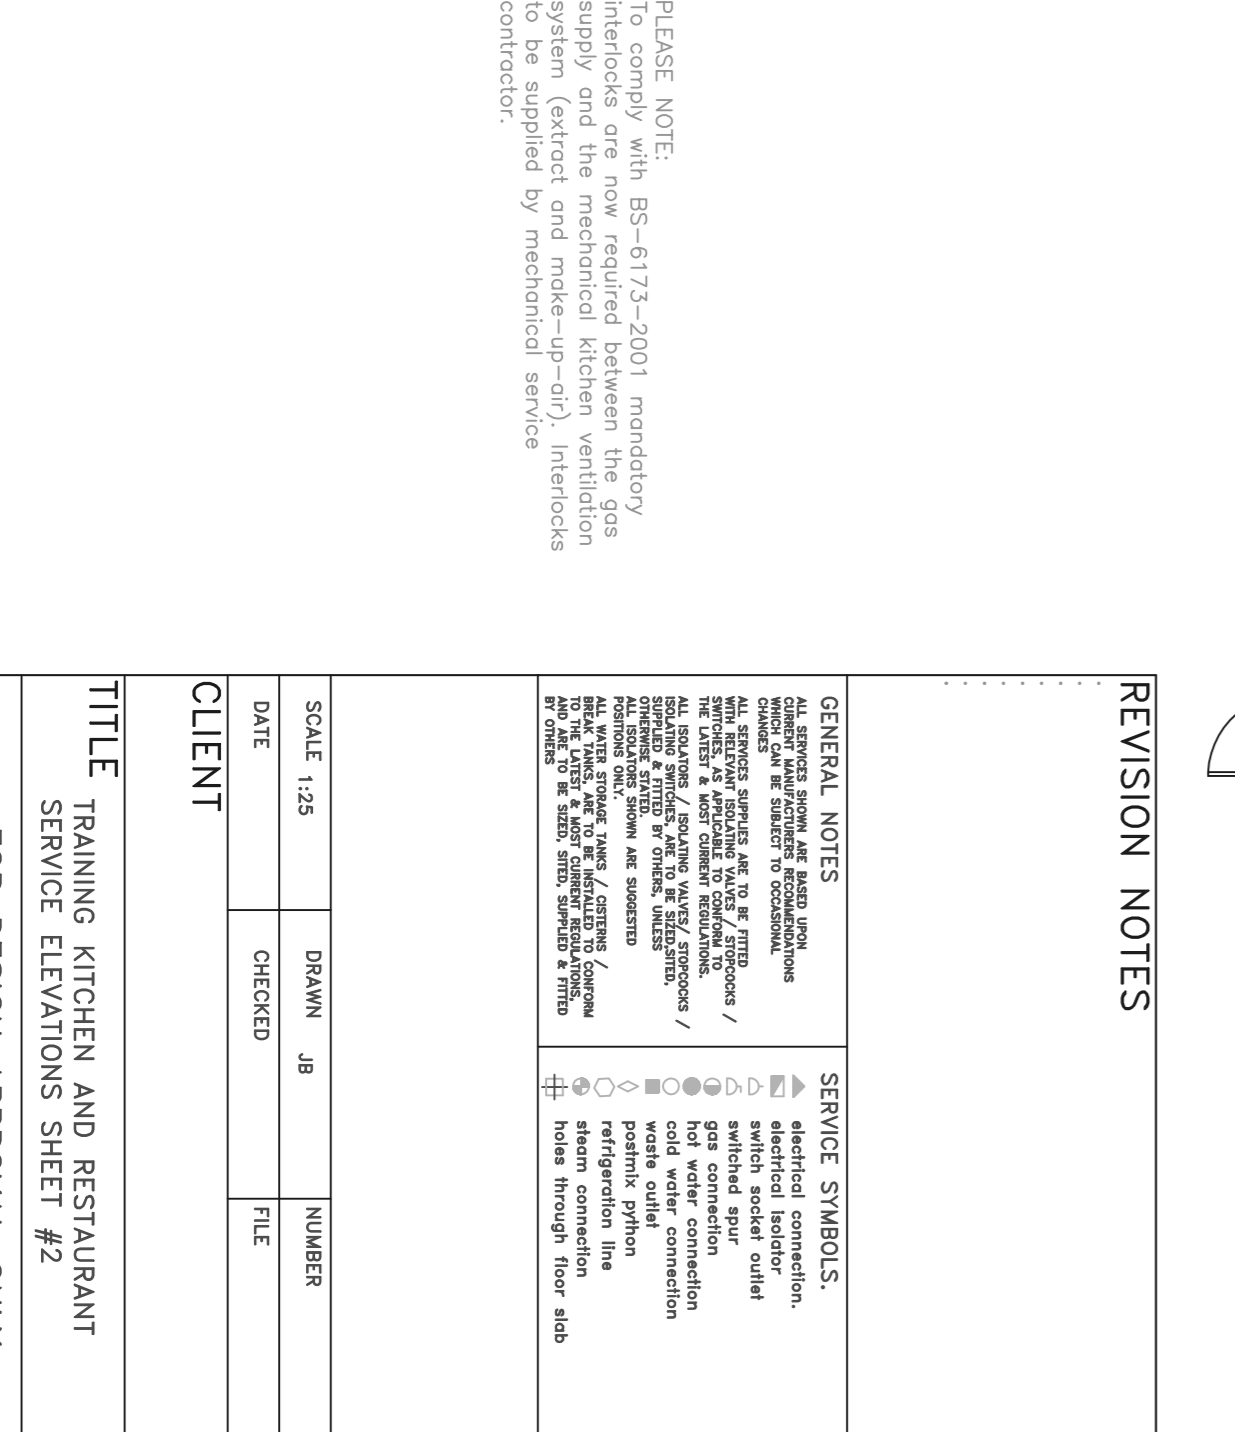 PLEASE NOTE:
To comply with BS-6173-2001 mandatory
interlocks are now required between the gas
supply and the mechanical kitchen ventilation
system (extract and make-up-air). Interlocks
to be supplied by mechanical service
contractor.
REVISION NOTES
GENERAL NOTES
ALL SERVICES SHOWN ARE BASED UPON
CURRENT MANUFACTURERS RECOMMENDATIONS
WHICH CAN BE SUBJECT TO OCCASIONAL
CHANGES
ALL SERVICES SUPPLIES ARE TO BE FITTED
WITH RELEVANT ISOLATING VALVES / STOPCOCKS /
SWITCHES, AS APPLICABLE TO CONFORM TO
THE LATEST & MOST CURRENT REGULATIONS.
ALL ISOLATORS / ISOLATING VALVES/ STOPCOCKS /
ISOLATING SWITCHES, ARE TO BE SIZED,SITED,
SUPPLIED & FITTED BY OTHERS, UNLESS
OTHERWISE STATED.
ALL ISOLATORS SHOWN ARE SUGGESTED
POSITIONS ONLY.
ALL WATER STORAGE TANKS / CISTERNS /
BREAK TANKS, ARE TO BE INSTALLED TO CONFORM
TO THE LATEST & MOST CURRENT REGULATIONS,
AND ARE TO BE SIZED, SITED, SUPPLIED & FITTED
BY OTHERS
SERVICE SYMBOLS.
electrical connection.
electrical isolator
switch socket outlet
switched spur
gas connection
hot water connection
cold water connection
waste outlet
postmix python
refrigeration line
steam connection
holes through floor slab
SCALE 1:25
DRAWN JB
NUMBER
DATE
CHECKED
FILE
CLIENT
TITLE
TRAINING KITCHEN AND RESTAURANT
SERVICE ELEVATIONS SHEET #2